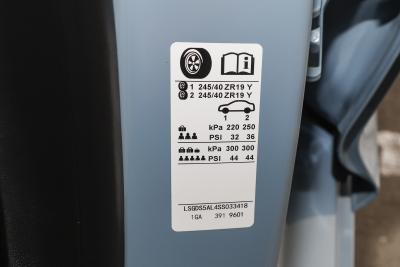 i
1 245/40 ZR19 Y
2 245/40 ZR19 Y
1 2
kPa 220 250
PSI 32 36
kPa 300 300
PSI 44 44
LSGDS5AL4SS033418
1GA 391 9601